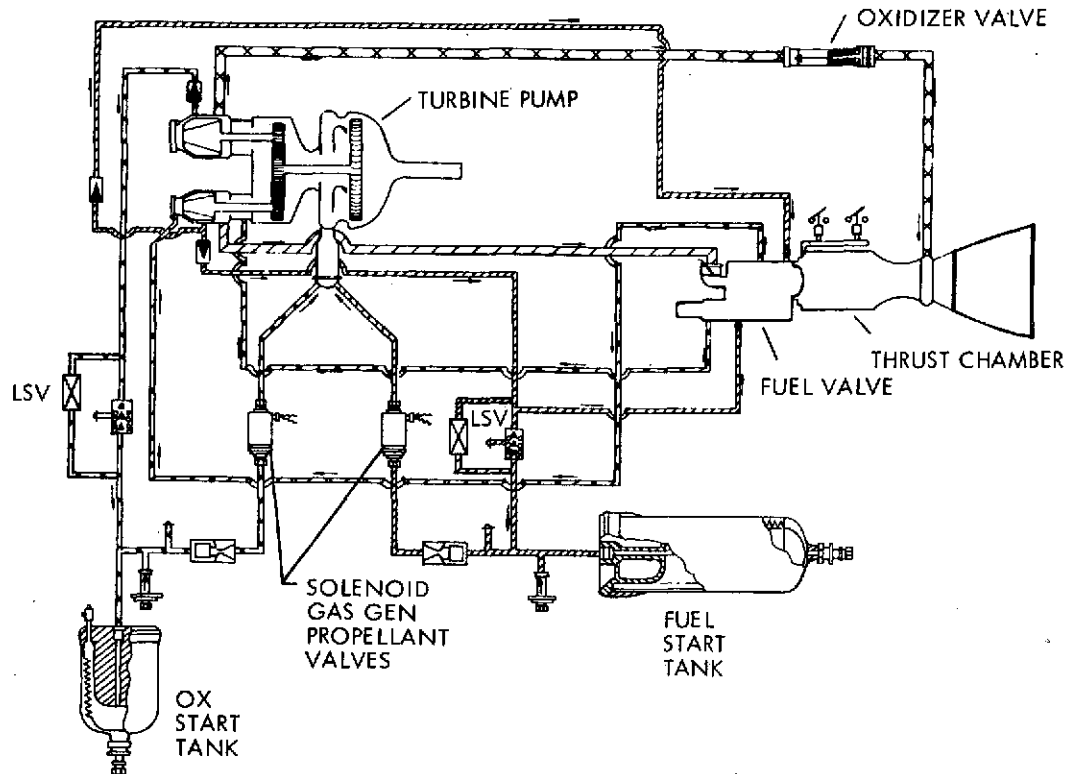 OXIDIZER VALVE
TURBINE PUMP
THRUST CHAMBER
FUEL VALVE
LSV
LSV
SOLENOID
GAS GEN
PROPELLANT
VALVES
FUEL
START
TANK
OX
START
TANK